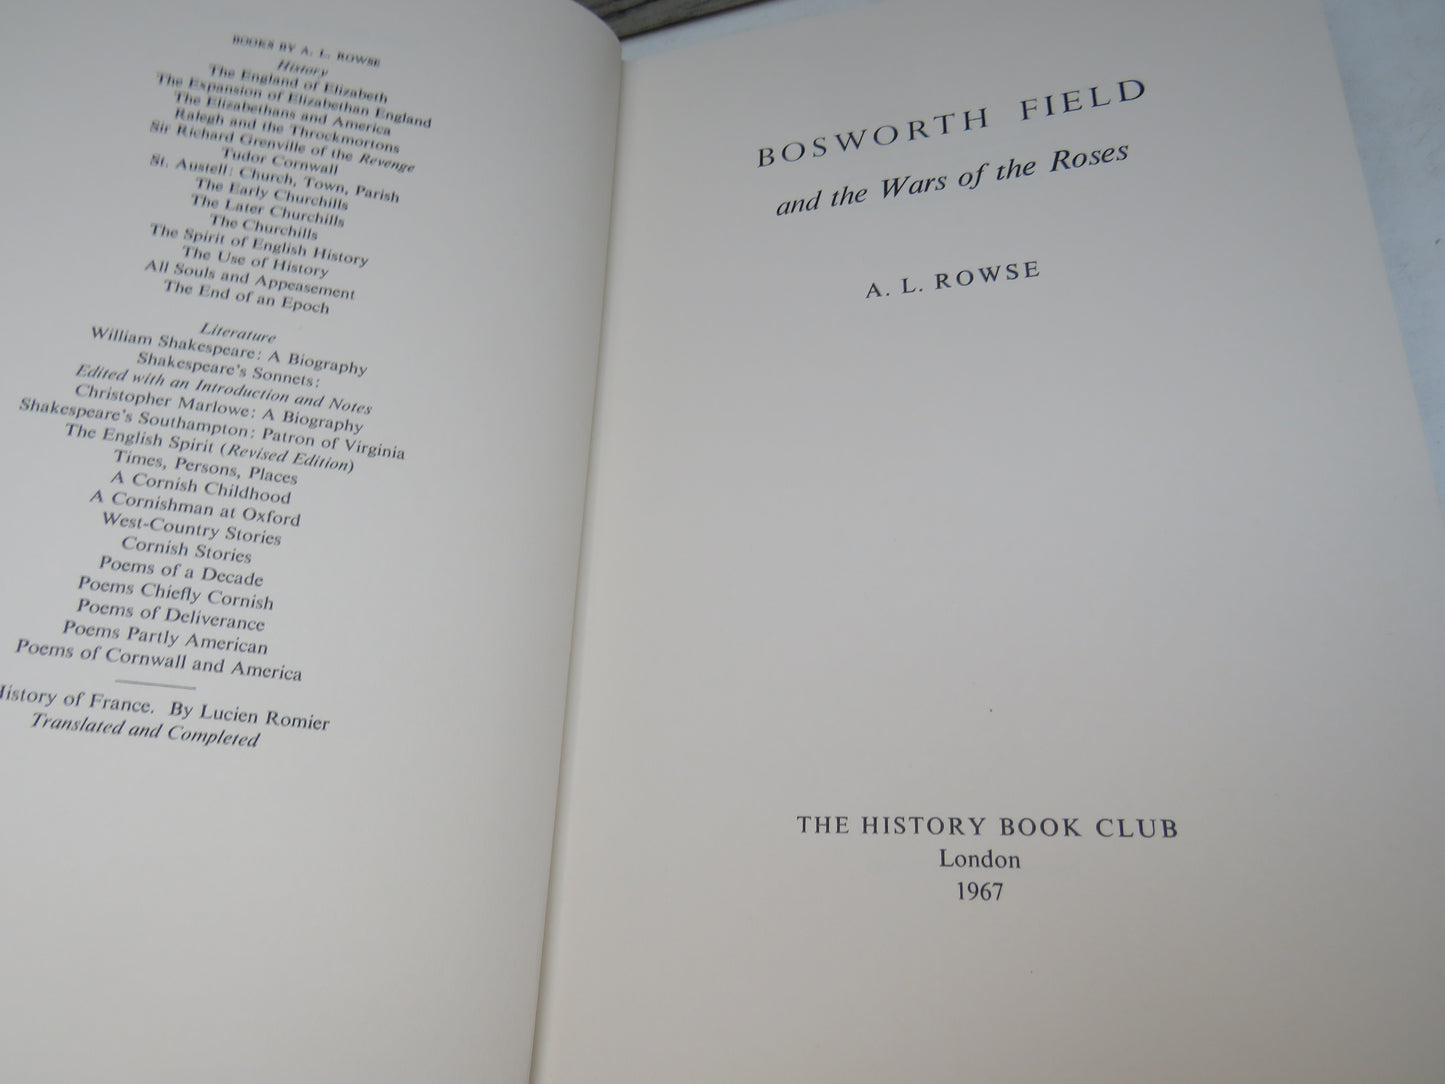 BOOKS BY A. L. ROWSE
History
The England of Elizabeth
The Expansion of Elizabethan England
The Elizabethans and America
Ralegh and the Throckmortons
Sir Richard Grenville of the Revenge
Tudor Cornwall
St. Austell: Church, Town, Parish
The Early Churchills
The Later Churchills
The Churchills
The Spirit of English History
The Use of History
All Souls and Appeasement
The End of an Epoch
Literature
William Shakespeare: A Biography
Shakespeare's Sonnets:
Edited with an Introduction and Notes
Christopher Marlowe: A Biography
Shakespeare's Southampton: Patron of Virginia
The English Spirit (Revised Edition)
Times, Persons, Places
A Cornish Childhood
A Cornishman at Oxford
West-Country Stories
Cornish Stories
Poems of a Decade
Poems Chiefly Cornish
Poems of Deliverance
Poems Partly American
Poems of Cornwall and America
History of France. By Lucien Romier
Translated and Completed
BOSWORTH FIELD
and the Wars of the Roses
A. L. ROWSE
THE HISTORY BOOK CLUB
London
1967